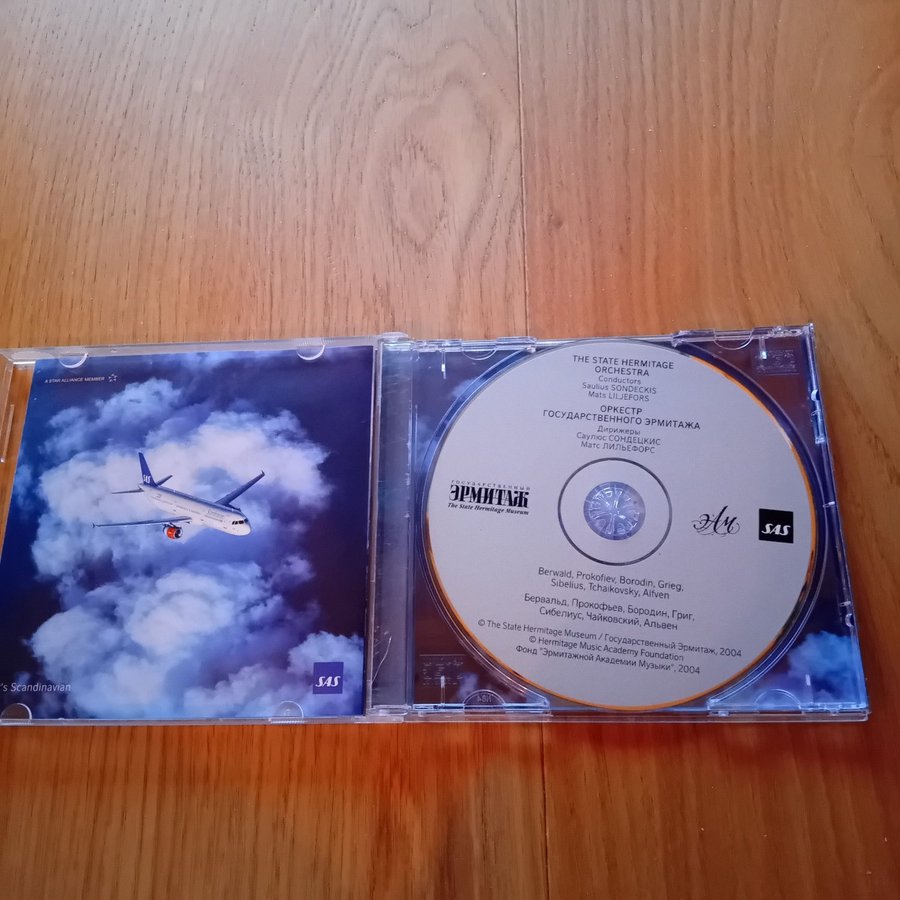 A STAR ALLIANCE MEMBER
SAS
's Scandinavian
SAS
THE STATE HERMITAGE
ORCHESTRA
Conductors
Saulius SONDECKIS
Mats LILJEFORS
ОРКЕСТР
ГОСУДАРСТВЕННОГО ЭРМИТАЖА
Дирижеры
Саулюс СОНДЕЦКИС
Матс ЛИЛЬЕФОРС
ГОСУДАРСТВЕННЫЙ
ЭРМИТАЖ
The State Hermitage Museum
ЭАм
SAS
Berwald, Prokofiev, Borodin, Grieg,
Sibelius, Tchaikovsky, Alfven
Бервальд, Прокофьев, Бородин, Григ,
Сибелиус, Чайковский, Альвен
© The State Hermitage Museum / Государственный Эрмитаж, 2004
© Hermitage Music Academy Foundation
Фонд "Эрмитажной Академии Музыки", 2004